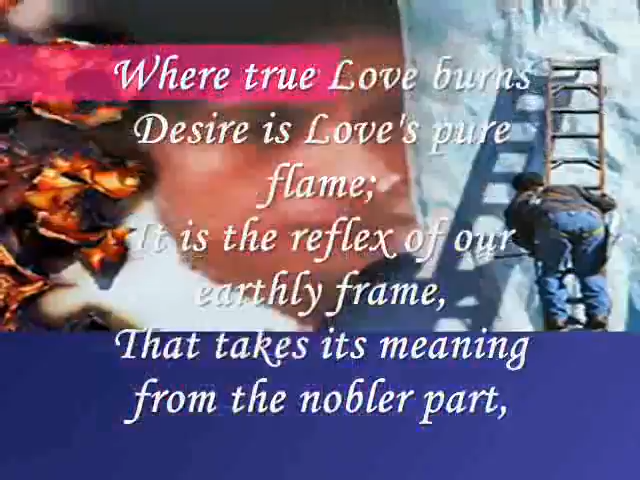 Where true Love burns
Desire is Love's pure
flame;
It is the reflex of our
earthly frame,
That takes its meaning
from the nobler part,